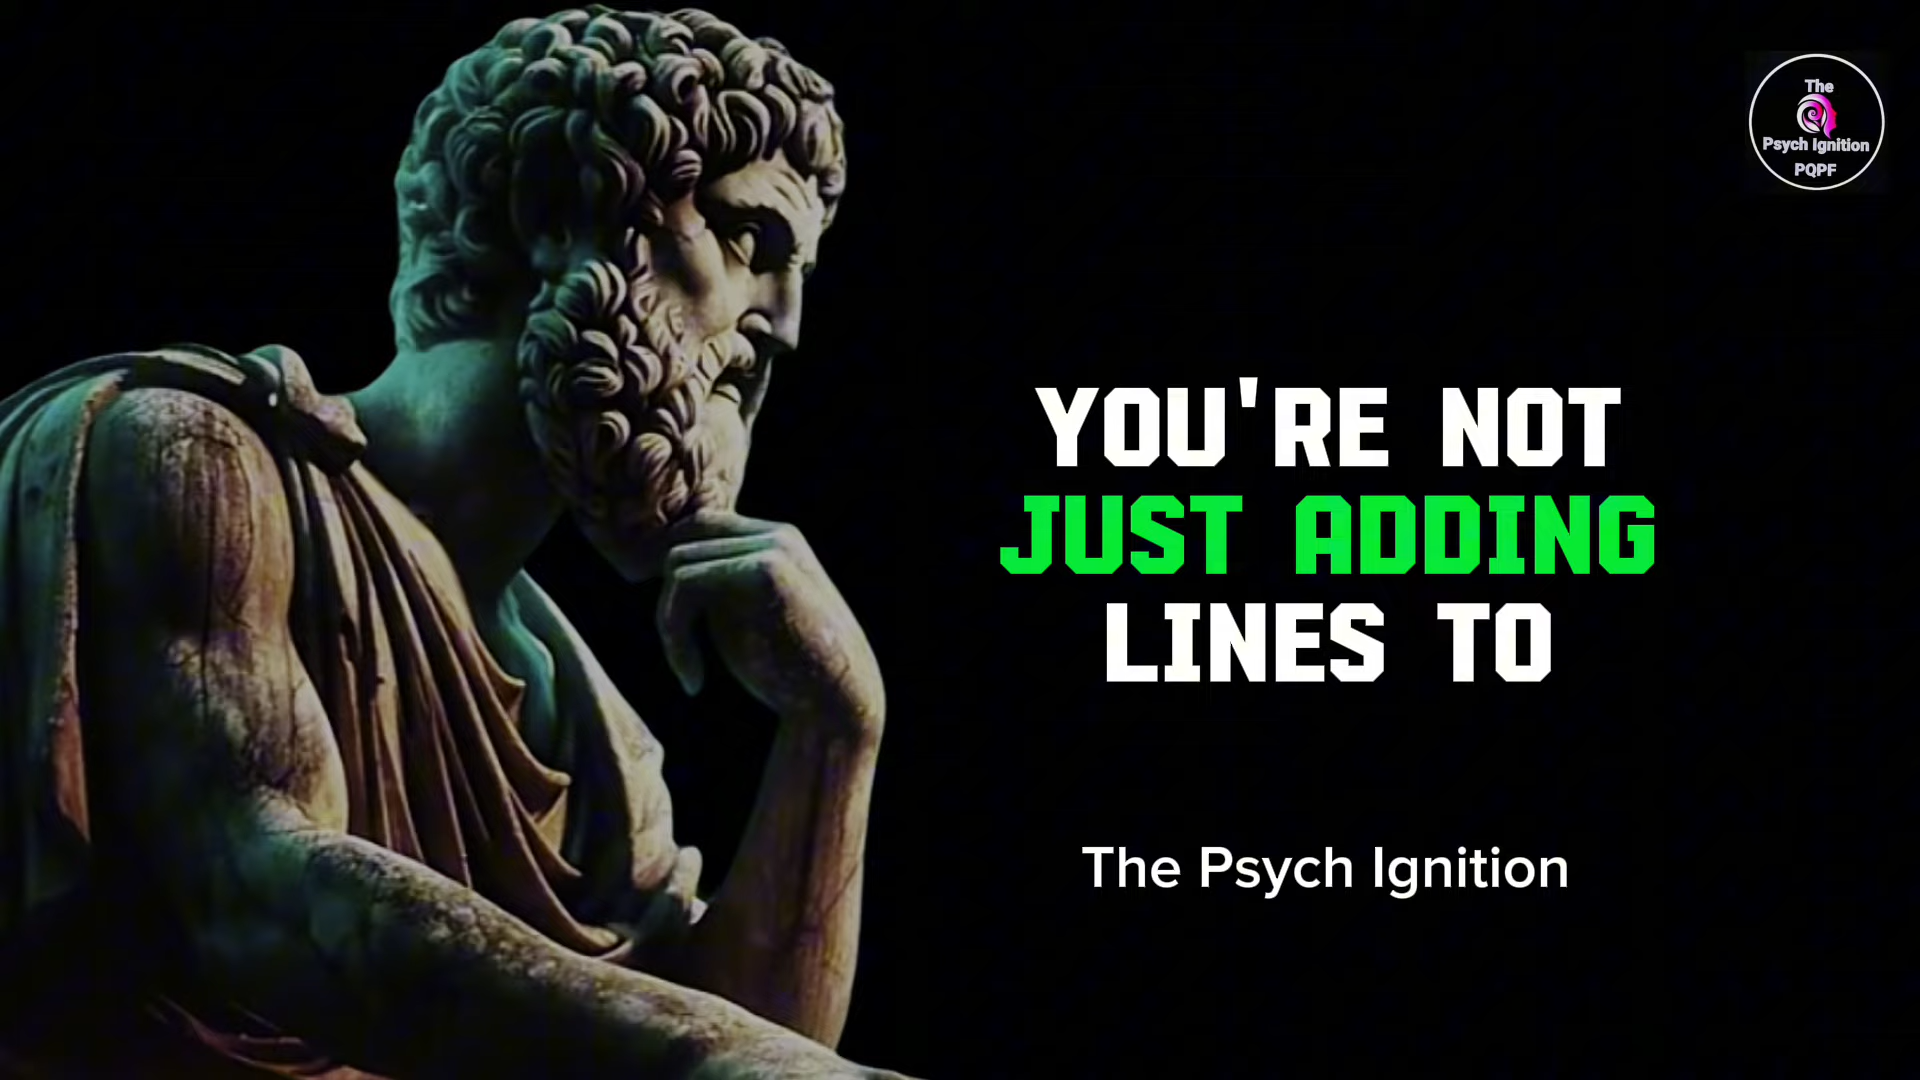 The
Psych Ignition
PQPF
YOU'RE NOT
JUST ADDING
LINES TO
The Psych Ignition